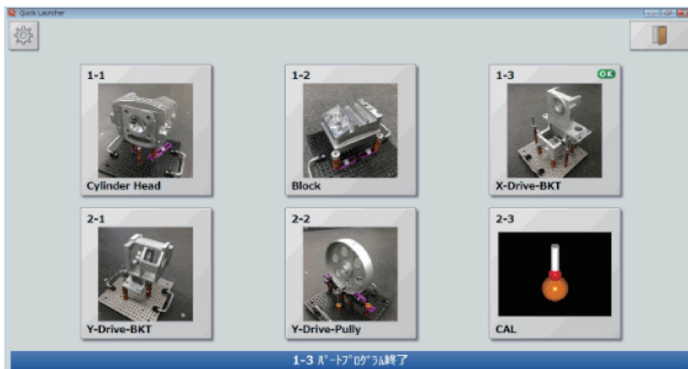 Quick Launcher
1-1
Cylinder Head
1-2
Block
1-3 OK
X-Drive-BKT
2-1
Y-Drive-BKT
2-2
Y-Drive-Pully
2-3
CAL
1-3 ﾊﾟｰﾄﾌﾟﾛｸﾞﾗﾑ終了